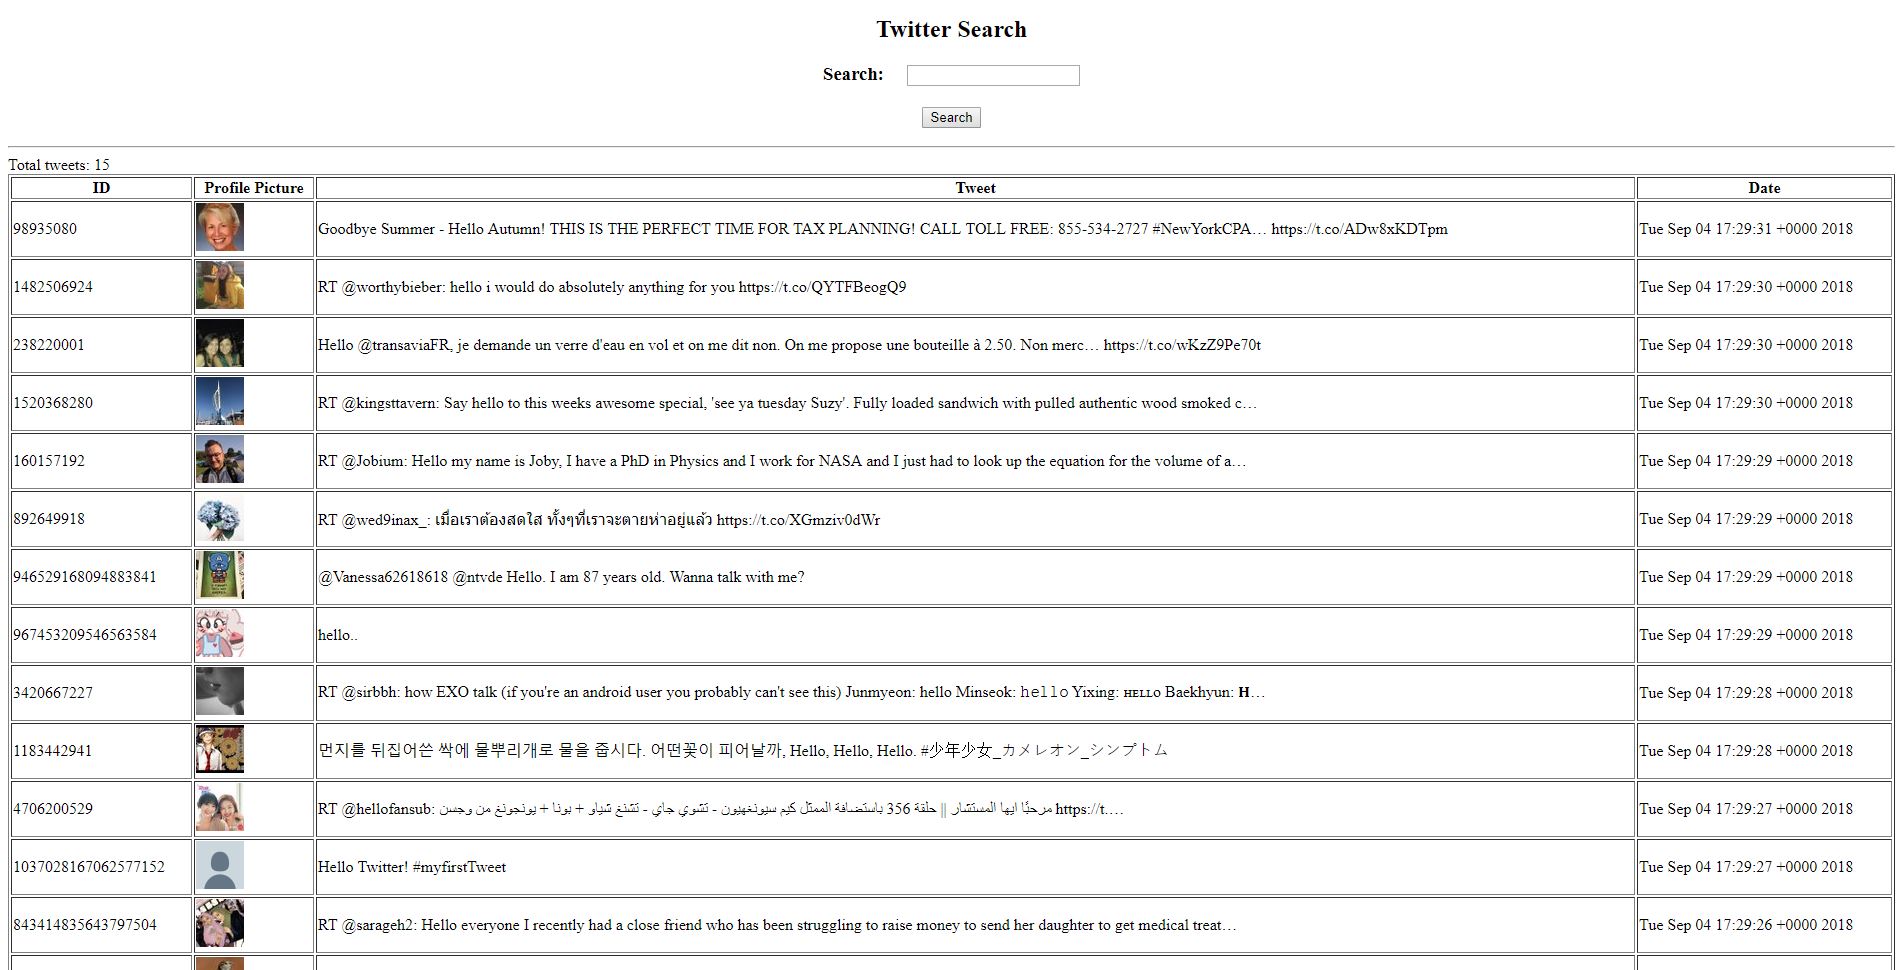 Twitter Search
Search:
Search
Total tweets: 15
ID Profile Picture Tweet Date
98935080 Goodbye Summer - Hello Autumn! THIS IS THE PERFECT TIME FOR TAX PLANNING! CALL TOLL FREE: 855-534-2727 #NewYorkCPA… https://t.co/ADw8xKDTpm Tue Sep 04 17:29:31 +0000 2018
1482506924 RT @worthybieber: hello i would do absolutely anything for you https://t.co/QYTFBeogQ9 Tue Sep 04 17:29:30 +0000 2018
238220001 Hello @transaviaFR, je demande un verre d'eau en vol et on me dit non. On me propose une bouteille à 2.50. Non merc… https://t.co/wKzZ9Pe70t Tue Sep 04 17:29:30 +0000 2018
1520368280 RT @kingsttavern: Say hello to this weeks awesome special, 'see ya tuesday Suzy'. Fully loaded sandwich with pulled authentic wood smoked c… Tue Sep 04 17:29:30 +0000 2018
160157192 RT @Jobium: Hello my name is Joby, I have a PhD in Physics and I work for NASA and I just had to look up the equation for the volume of a… Tue Sep 04 17:29:29 +0000 2018
892649918 RT @wed9inax_: เมื่อเราต้องสดใส ทั้งๆที่เราจะตายห่าอยู่แล้ว https://t.co/XGmziv0dWr Tue Sep 04 17:29:29 +0000 2018
946529168094883841 @Vanessa62618618 @ntvde Hello. I am 87 years old. Wanna talk with me? Tue Sep 04 17:29:29 +0000 2018
967453209546563584 hello.. Tue Sep 04 17:29:29 +0000 2018
3420667227 RT @sirbbh: how EXO talk (if you're an android user you probably can't see this) Junmyeon: hello Minseok: 𝚑𝚎𝚕𝚕𝚘 Yixing: ʜᴇʟʟᴏ Baekhyun: 𝐇… Tue Sep 04 17:29:28 +0000 2018
1183442941 먼지를 뒤집어쓴 싹에 물뿌리개로 물을 줍시다. 어떤꽃이 피어날까, Hello, Hello, Hello. #少年少女_カメレオン_シンプトム Tue Sep 04 17:29:28 +0000 2018
4706200529 RT @hellofansub: مرحبًا ايها المستشار || حلقة 356 باستضافة الممثل كيم سيونغهيون - تشوي جاي - تشنغ شياو + بونا + يونجونغ من وجسن https://t.… Tue Sep 04 17:29:27 +0000 2018
1037028167062577152 Hello Twitter! #myfirstTweet Tue Sep 04 17:29:27 +0000 2018
843414835643797504 RT @sarageh2: Hello everyone I recently had a close friend who has been struggling to raise money to send her daughter to get medical treat… Tue Sep 04 17:29:26 +0000 2018